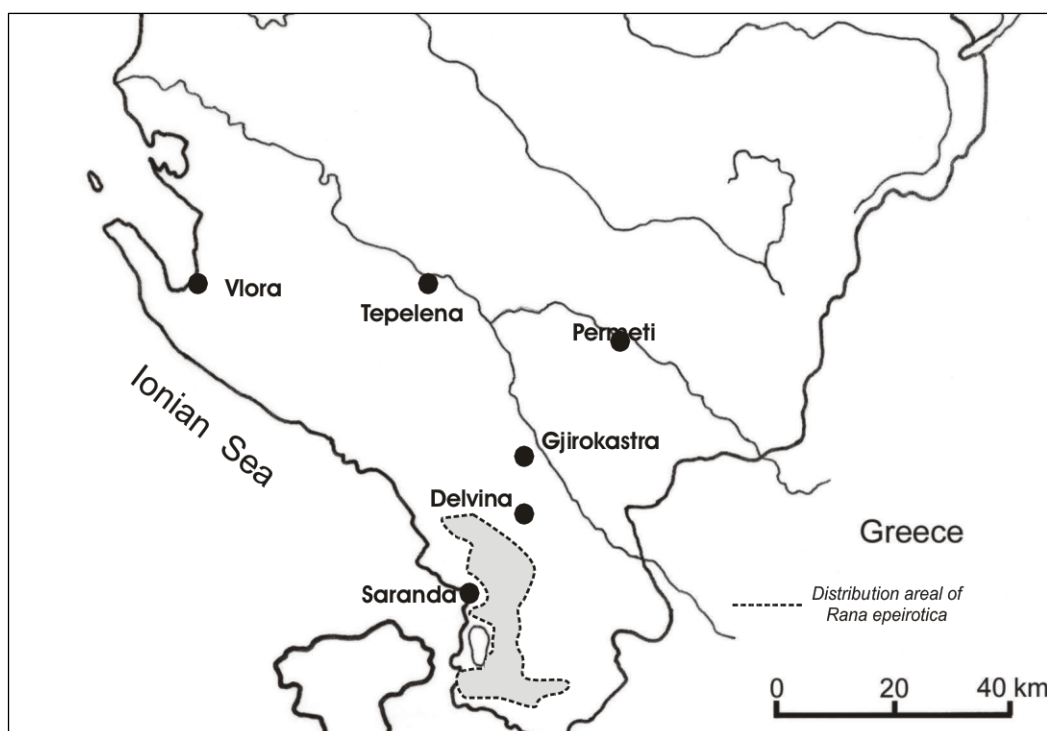 Vlora
Tepelena
Permeti
Ionian Sea
Gjirokastra
Delvina
Greece
Saranda
Distribution areal of
Rana epeirotica
0 20 40 km